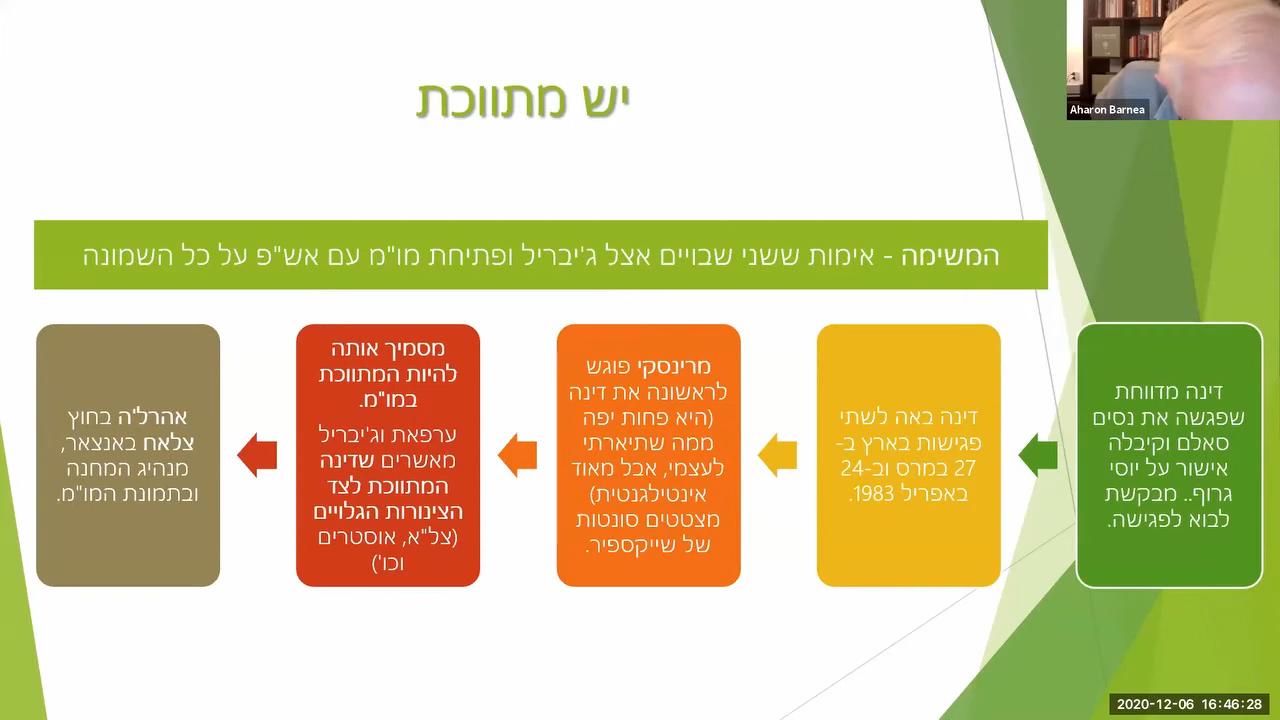 יש מתווכת
Aharon Barnea
המשימה - אימות ששני שבויים אצל ג'יבריל ופתיחת מו"מ עם אש"פ על כל השמונה
דינה מדווחת
שפגשה את נסים
סאלם וקיבלה
אישור על יוסי
גרוף.. מבקשת
לבוא לפגישה.
דינה באה לשתי
פגישות בארץ ב-
27 במרס וב-24
באפריל 1983.
מרינסקי פוגש
לראשונה את דינה
(היא פחות יפה
ממה שתיארתי
לעצמי, אבל מאוד
אינטילגנטית)
מצטטים סונטות
של שייקספיר.
מסמיך אותה
להיות המתווכת
במו"מ.
ערפאת וג'יבריל
מאשרים שדינה
המתווכת לצד
הצינורות הגלויים
(צל"א, אוסטרים
וכו')
אהרל'ה בחוץ
צלאח באנצאר,
מנהיג המחנה
ובתמונת המו"מ.
2020-12-06 16:46:28